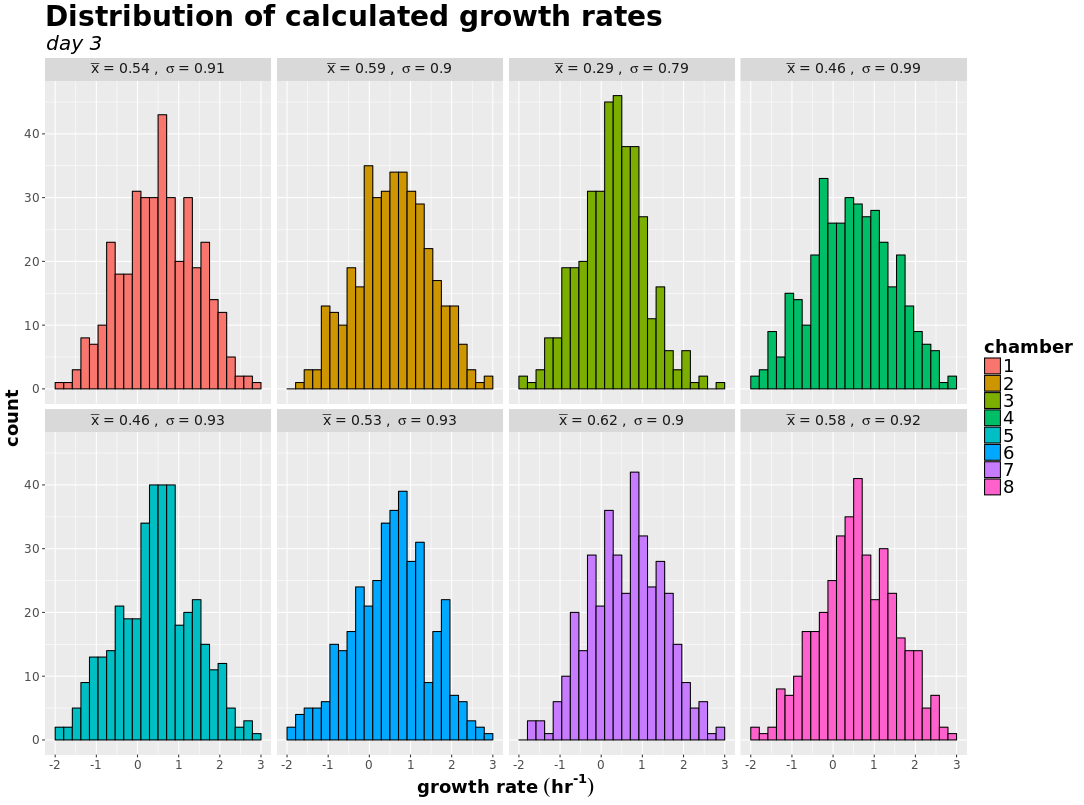 Distribution of calculated growth rates
day 3
x̅ = 0.54 , σ = 0.91
x̅ = 0.59 , σ = 0.9
x̅ = 0.29 , σ = 0.79
x̅ = 0.46 , σ = 0.99
40
30
20
10
0
x̅ = 0.46 , σ = 0.93
x̅ = 0.53 , σ = 0.93
x̅ = 0.62 , σ = 0.9
x̅ = 0.58 , σ = 0.92
40
30
20
10
0
-2 -1 0 1 2 3
-2 -1 0 1 2 3
-2 -1 0 1 2 3
-2 -1 0 1 2 3
count
growth rate (hr⁻¹)
chamber
1
2
3
4
5
6
7
8